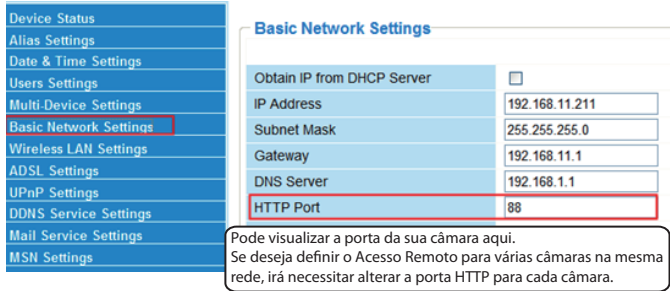 Device Status
Alias Settings
Date & Time Settings
Users Settings
Multi-Device Settings
Basic Network Settings
Wireless LAN Settings
ADSL Settings
UPnP Settings
DDNS Service Settings
Mail Service Settings
MSN Settings
Basic Network Settings
Obtain IP from DHCP Server
IP Address 192.168.11.211
Subnet Mask 255.255.255.0
Gateway 192.168.11.1
DNS Server 192.168.1.1
HTTP Port 88
Pode visualizar a porta da sua câmara aqui.
Se deseja definir o Acesso Remoto para várias câmaras na mesma
rede, irá necessitar alterar a porta HTTP para cada câmara.